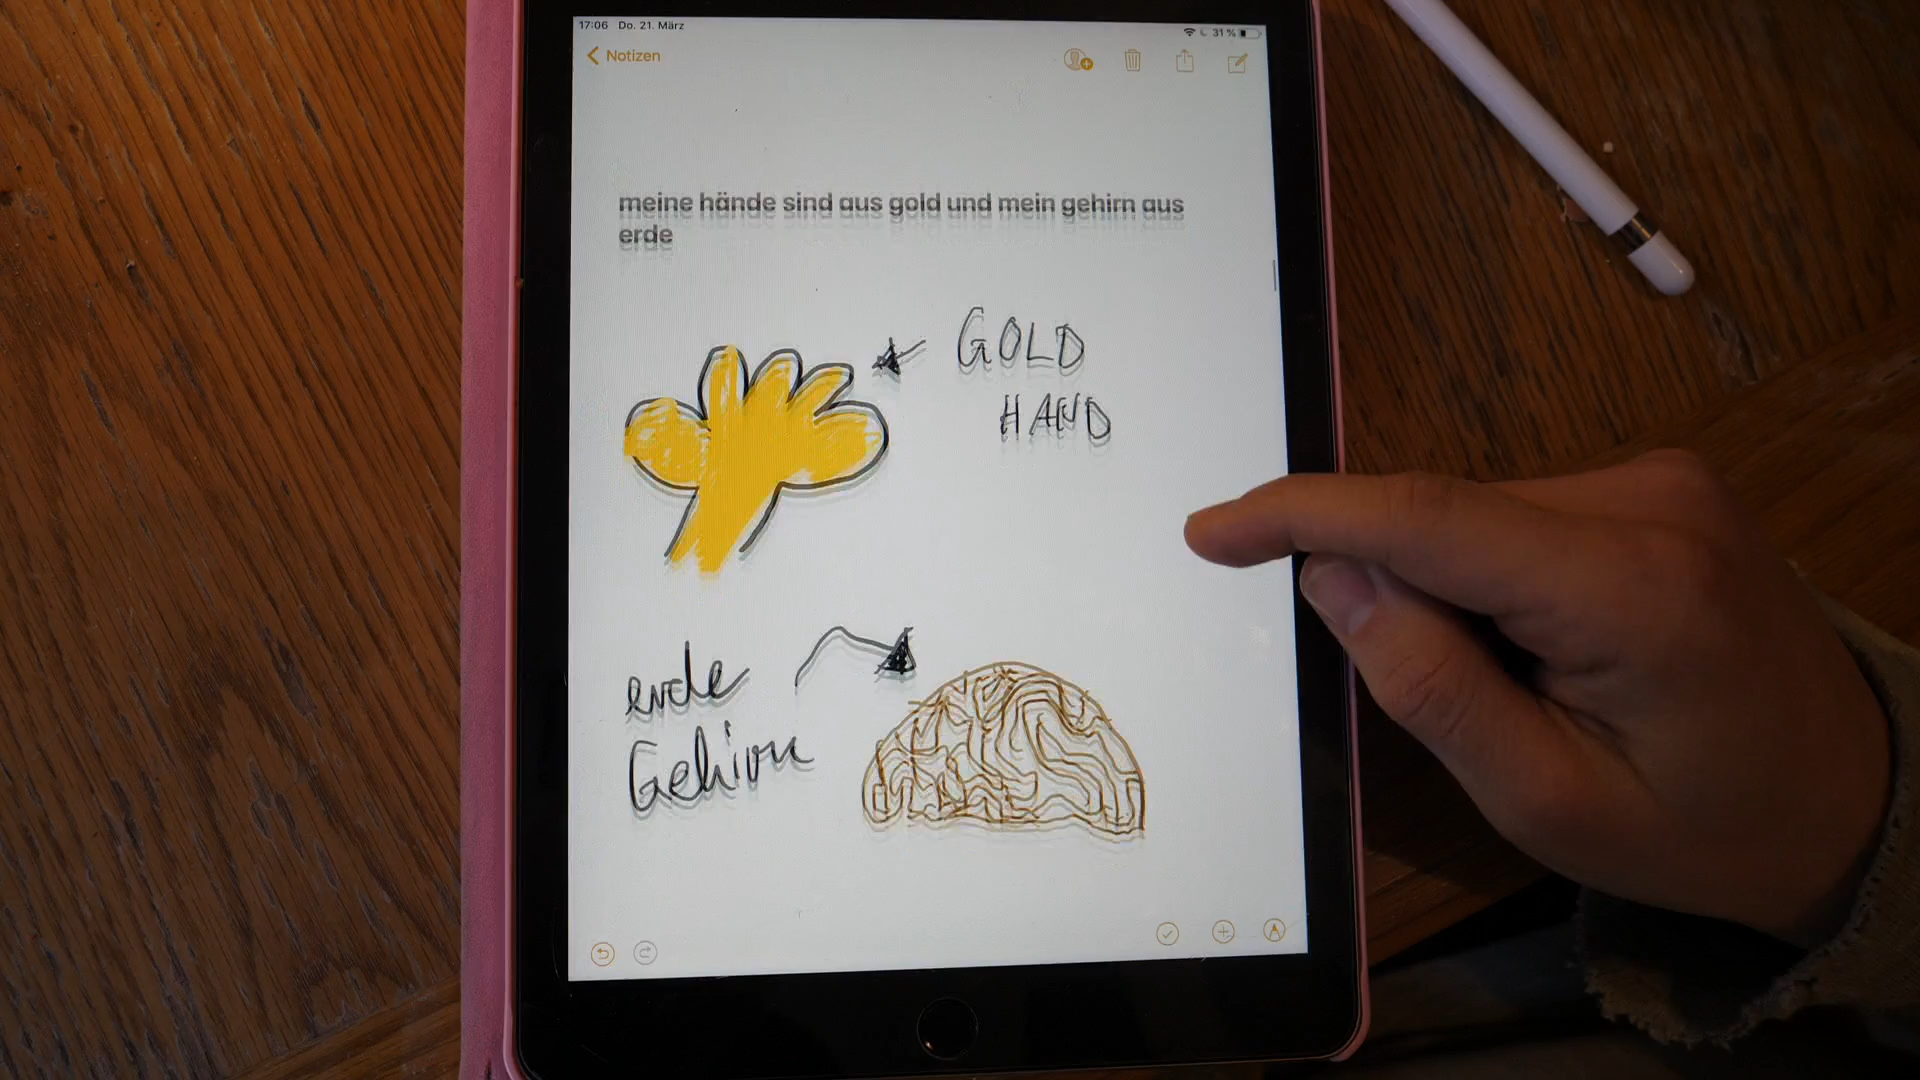 17:06 Do. 21. März
31 %
Notizen
meine hände sind aus gold und mein gehirn aus
erde
GOLD
HAND
erde
Gehirn